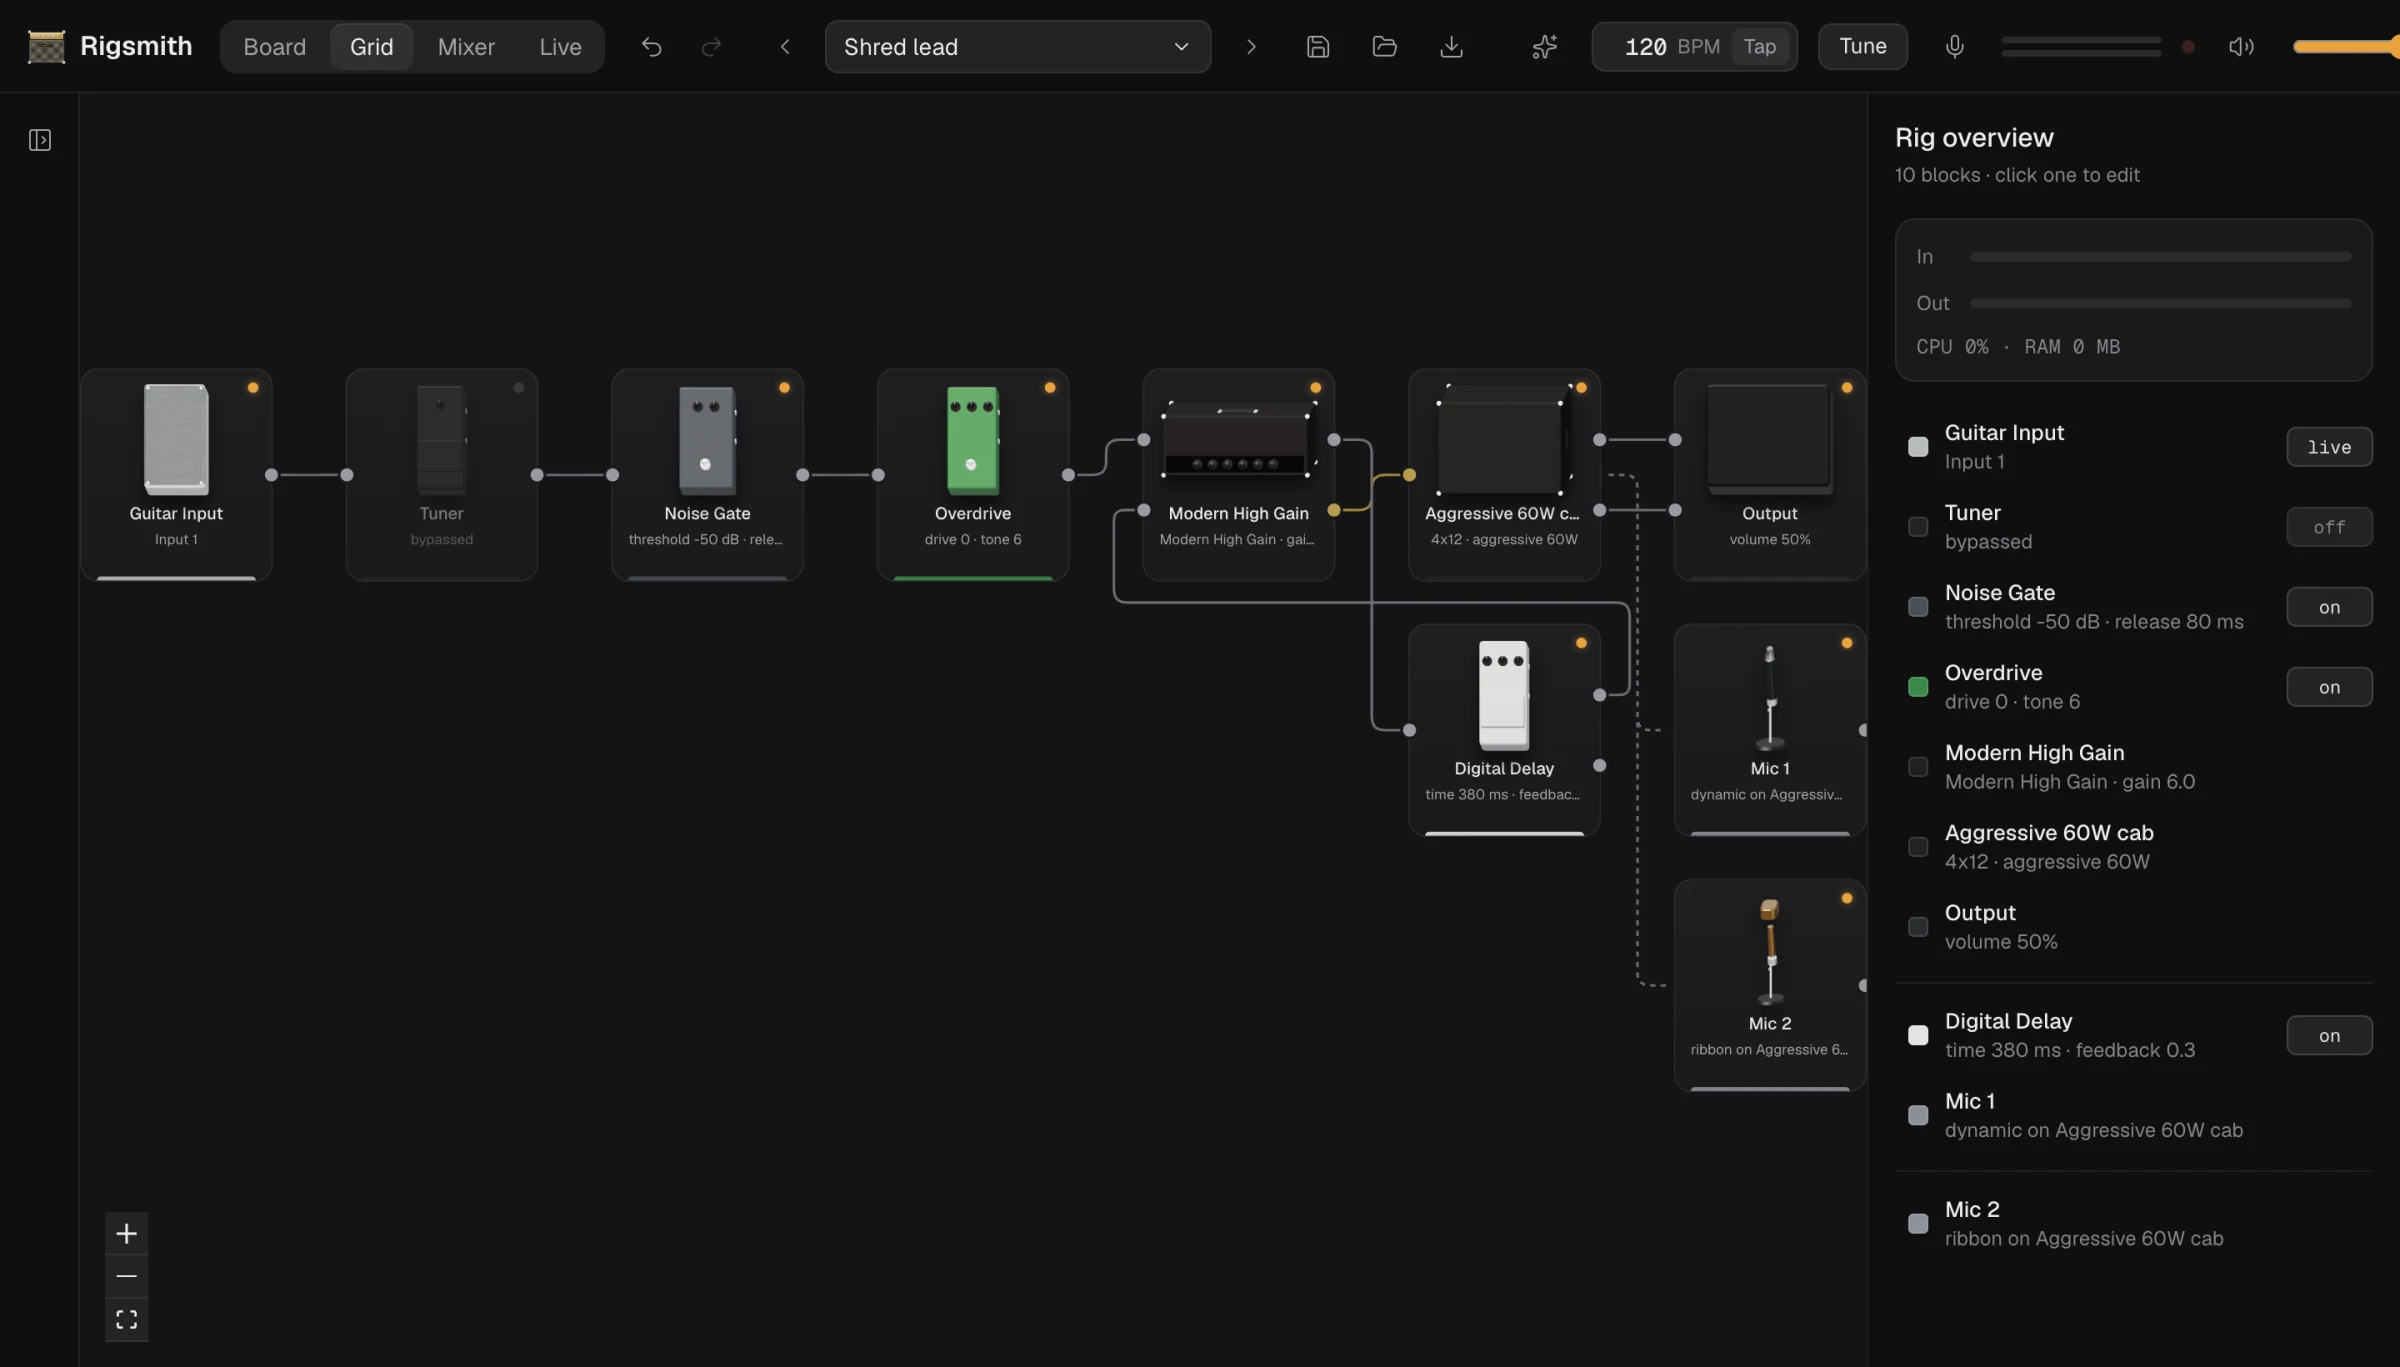 Rigsmith
Board
Grid
Mixer
Live
Shred lead
120 BPM
Tap
Tune
Guitar Input
Input 1
Tuner
bypassed
Noise Gate
threshold -50 dB · rele...
Overdrive
drive 0 · tone 6
Modern High Gain
Modern High Gain · gai...
Aggressive 60W c...
4x12 · aggressive 60W
Output
volume 50%
Digital Delay
time 380 ms · feedbac...
Mic 1
dynamic on Aggressiv...
Mic 2
ribbon on Aggressive 6...
Rig overview
10 blocks · click one to edit
In
Out
CPU 0% · RAM 0 MB
Guitar Input
Input 1
live
Tuner
bypassed
off
Noise Gate
threshold -50 dB · release 80 ms
on
Overdrive
drive 0 · tone 6
on
Modern High Gain
Modern High Gain · gain 6.0
Aggressive 60W cab
4x12 · aggressive 60W
Output
volume 50%
Digital Delay
time 380 ms · feedback 0.3
on
Mic 1
dynamic on Aggressive 60W cab
Mic 2
ribbon on Aggressive 60W cab